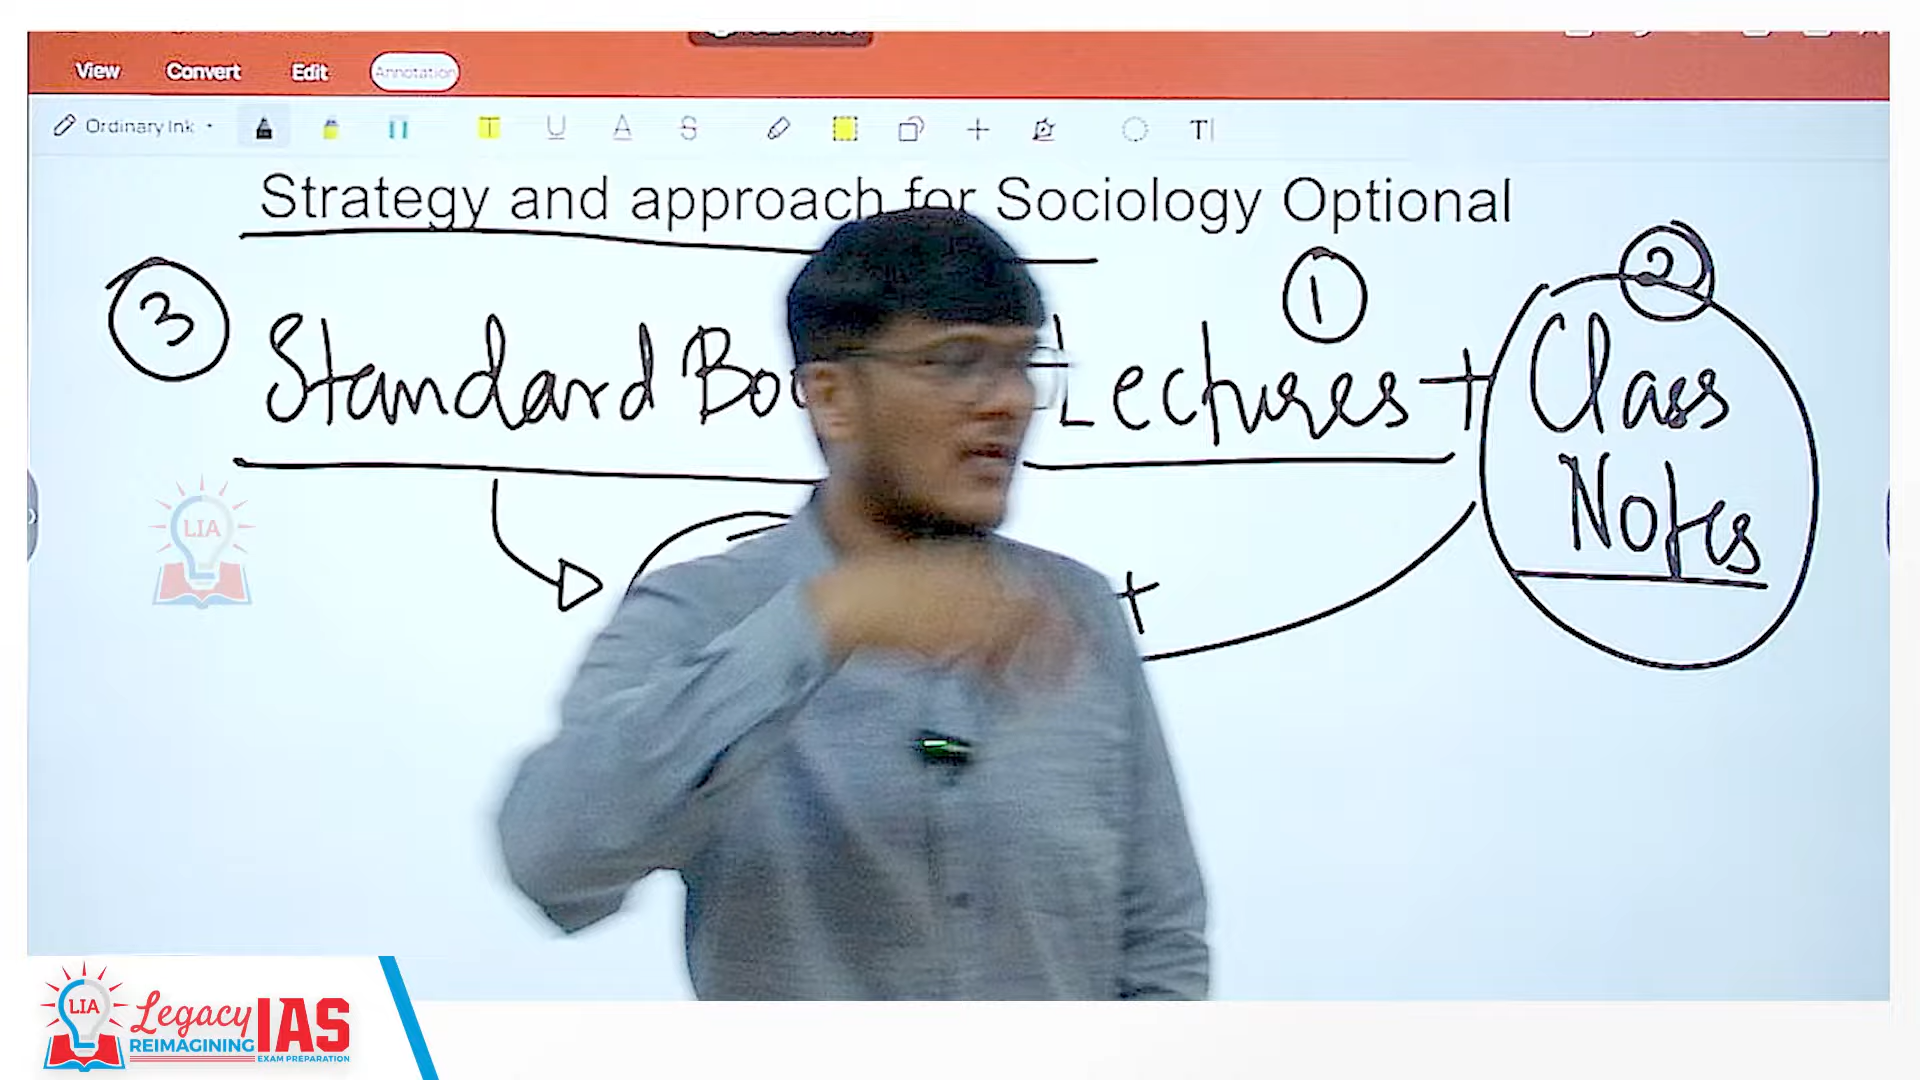 View Convert Edit Annotation
Ordinary Ink T U A S T
Strategy and approach for Sociology Optional
3 1 2
Standard Lectures + Class
Notes
+
LIA
LIA Legacy IAS
REIMAGINING EXAM PREPARATION